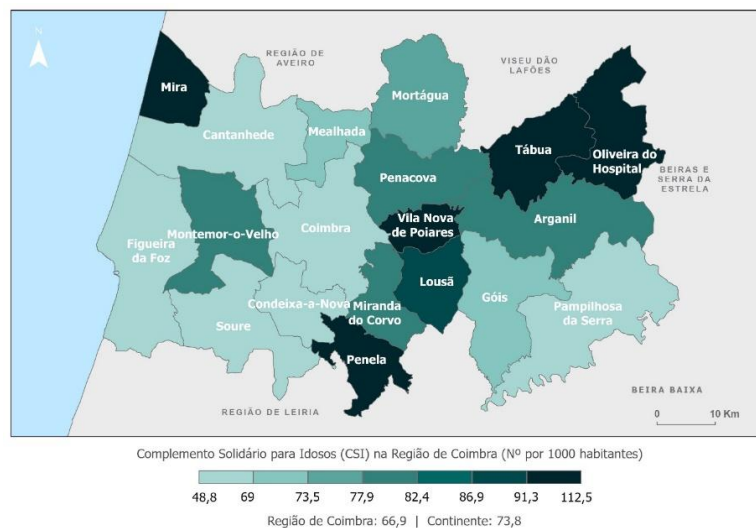 N
REGIÃO DE
AVEIRO
VISEU DÃO
LAFÕES
Mira
Mortágua
Cantanhede
Mealhada
Tábua
Oliveira do
Hospital
BEIRAS E
SERRA DA
ESTRELA
Penacova
Vila Nova
de Poiares
Arganil
Montemor-o-Velho
Coimbra
Figueira
da Foz
Lousã
Góis
Condeixa-a-Nova
Miranda
do Corvo
Pampilhosa
da Serra
Soure
Penela
BEIRA BAIXA
REGIÃO DE LEIRIA
0 10 Km
Complemento Solidário para Idosos (CSI) na Região de Coimbra (Nº por 1000 habitantes)
48,8 69 73,5 77,9 82,4 86,9 91,3 112,5
Região de Coimbra: 66,9 | Continente: 73,8